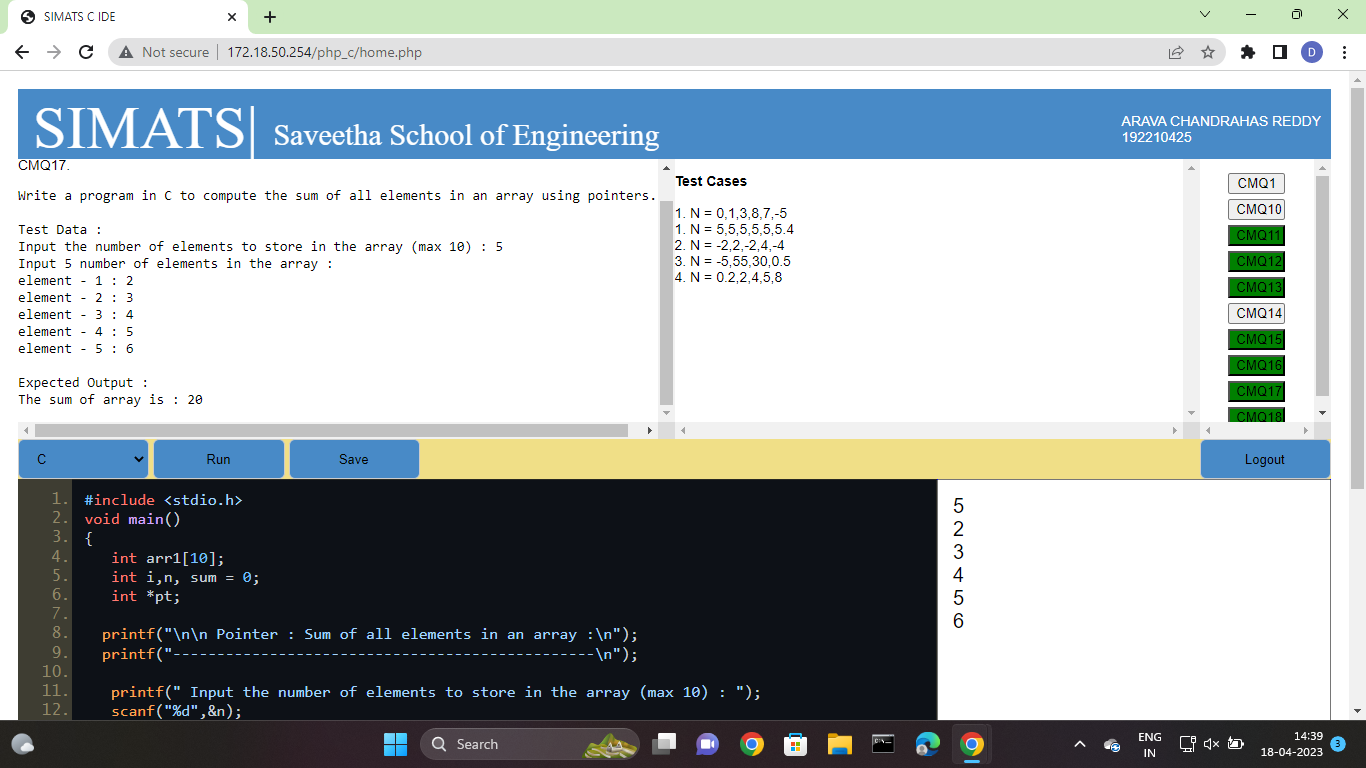 SIMATS C IDE
Not secure
172.18.50.254/php_c/home.php
D
SIMATS| Saveetha School of Engineering
ARAVA CHANDRAHAS REDDY
192210425
CMQ17.
Write a program in C to compute the sum of all elements in an array using pointers.
Test Data :
Input the number of elements to store in the array (max 10) : 5
Input 5 number of elements in the array :
element - 1 : 2
element - 2 : 3
element - 3 : 4
element - 4 : 5
element - 5 : 6
Expected Output :
The sum of array is : 20
Test Cases
1. N = 0,1,3,8,7,-5
1. N = 5,5,5,5,5,5.4
2. N = -2,2,-2,4,-4
3. N = -5,55,30,0.5
4. N = 0.2,2,4,5,8
CMQ1
CMQ10
CMQ11
CMQ12
CMQ13
CMQ14
CMQ15
CMQ16
CMQ17
CMQ18
C
Run
Save
Logout
1. #include <stdio.h>
2. void main()
3. {
4. int arr1[10];
5. int i,n, sum = 0;
6. int *pt;
7.
8. printf("\n\n Pointer : Sum of all elements in an array :\n");
9. printf("------------------------------------------------\n");
10.
11. printf(" Input the number of elements to store in the array (max 10) : ");
12. scanf("%d",&n);
5
2
3
4
5
6
Search
ENG
IN
14:39
18-04-2023
3